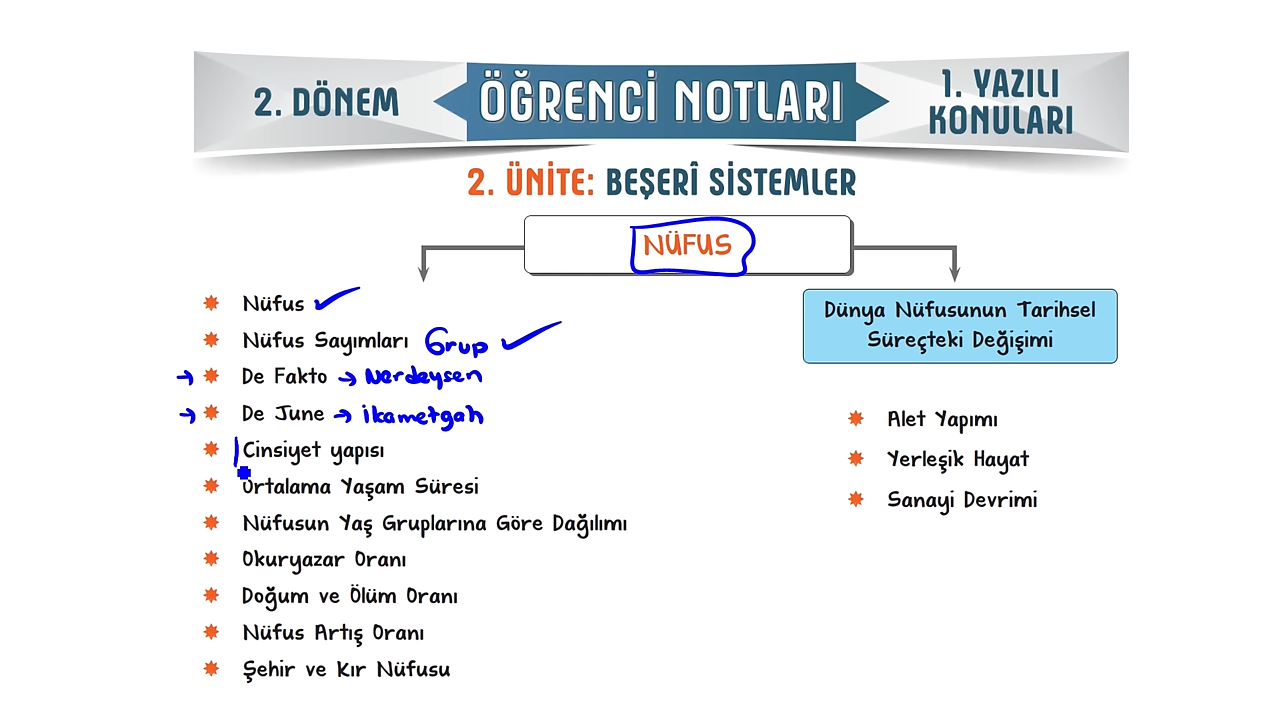 2. DÖNEM
ÖĞRENCİ NOTLARI
1. YAZILI
KONULARI
2. ÜNİTE: BEŞERÎ SİSTEMLER
NÜFUS
Nüfus
Nüfus Sayımları Grup
De Fakto → Nerdeysen
De June → ikametgah
Cinsiyet yapısı
Ortalama Yaşam Süresi
Nüfusun Yaş Gruplarına Göre Dağılımı
Okuryazar Oranı
Doğum ve Ölüm Oranı
Nüfus Artış Oranı
Şehir ve Kır Nüfusu
Dünya Nüfusunun Tarihsel
Süreçteki Değişimi
Alet Yapımı
Yerleşik Hayat
Sanayi Devrimi